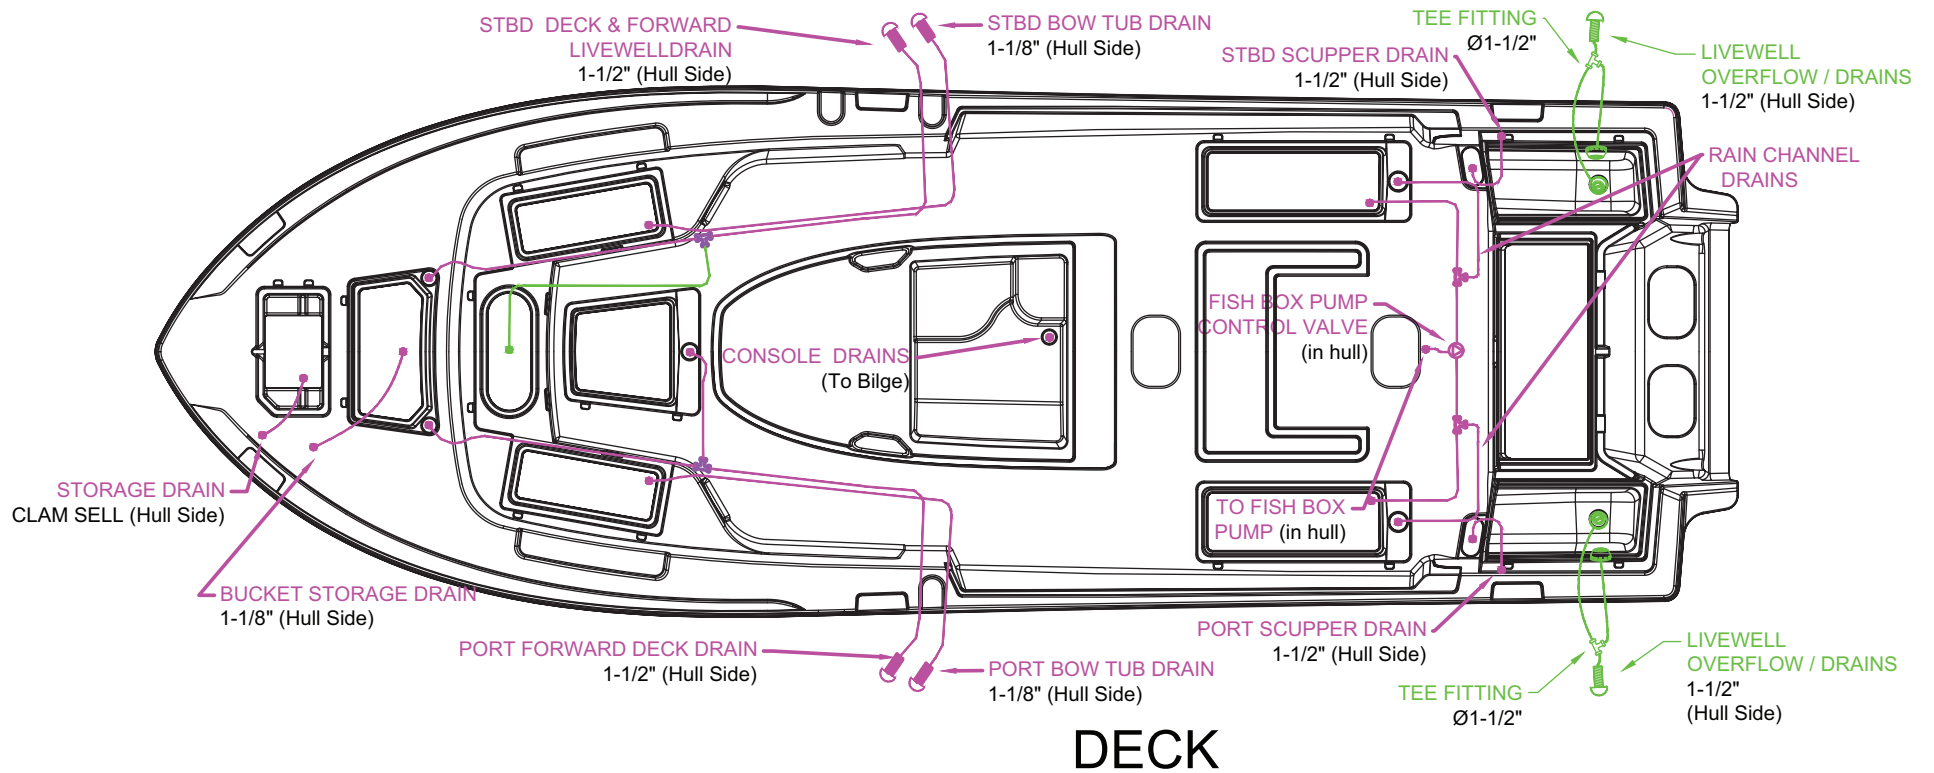 STBD DECK & FORWARD
LIVEWELLDRAIN
1-1/2" (Hull Side)
STBD BOW TUB DRAIN
1-1/8" (Hull Side)
STBD SCUPPER DRAIN
1-1/2" (Hull Side)
TEE FITTING
Ø1-1/2"
LIVEWELL
OVERFLOW / DRAINS
1-1/2" (Hull Side)
RAIN CHANNEL
DRAINS
FISH BOX PUMP
CONTROL VALVE
(in hull)
CONSOLE DRAINS
(To Bilge)
STORAGE DRAIN
CLAM SELL (Hull Side)
TO FISH BOX
PUMP (in hull)
BUCKET STORAGE DRAIN
1-1/8" (Hull Side)
PORT FORWARD DECK DRAIN
1-1/2" (Hull Side)
PORT BOW TUB DRAIN
1-1/8" (Hull Side)
PORT SCUPPER DRAIN
1-1/2" (Hull Side)
TEE FITTING
Ø1-1/2"
LIVEWELL
OVERFLOW / DRAINS
1-1/2"
(Hull Side)
DECK